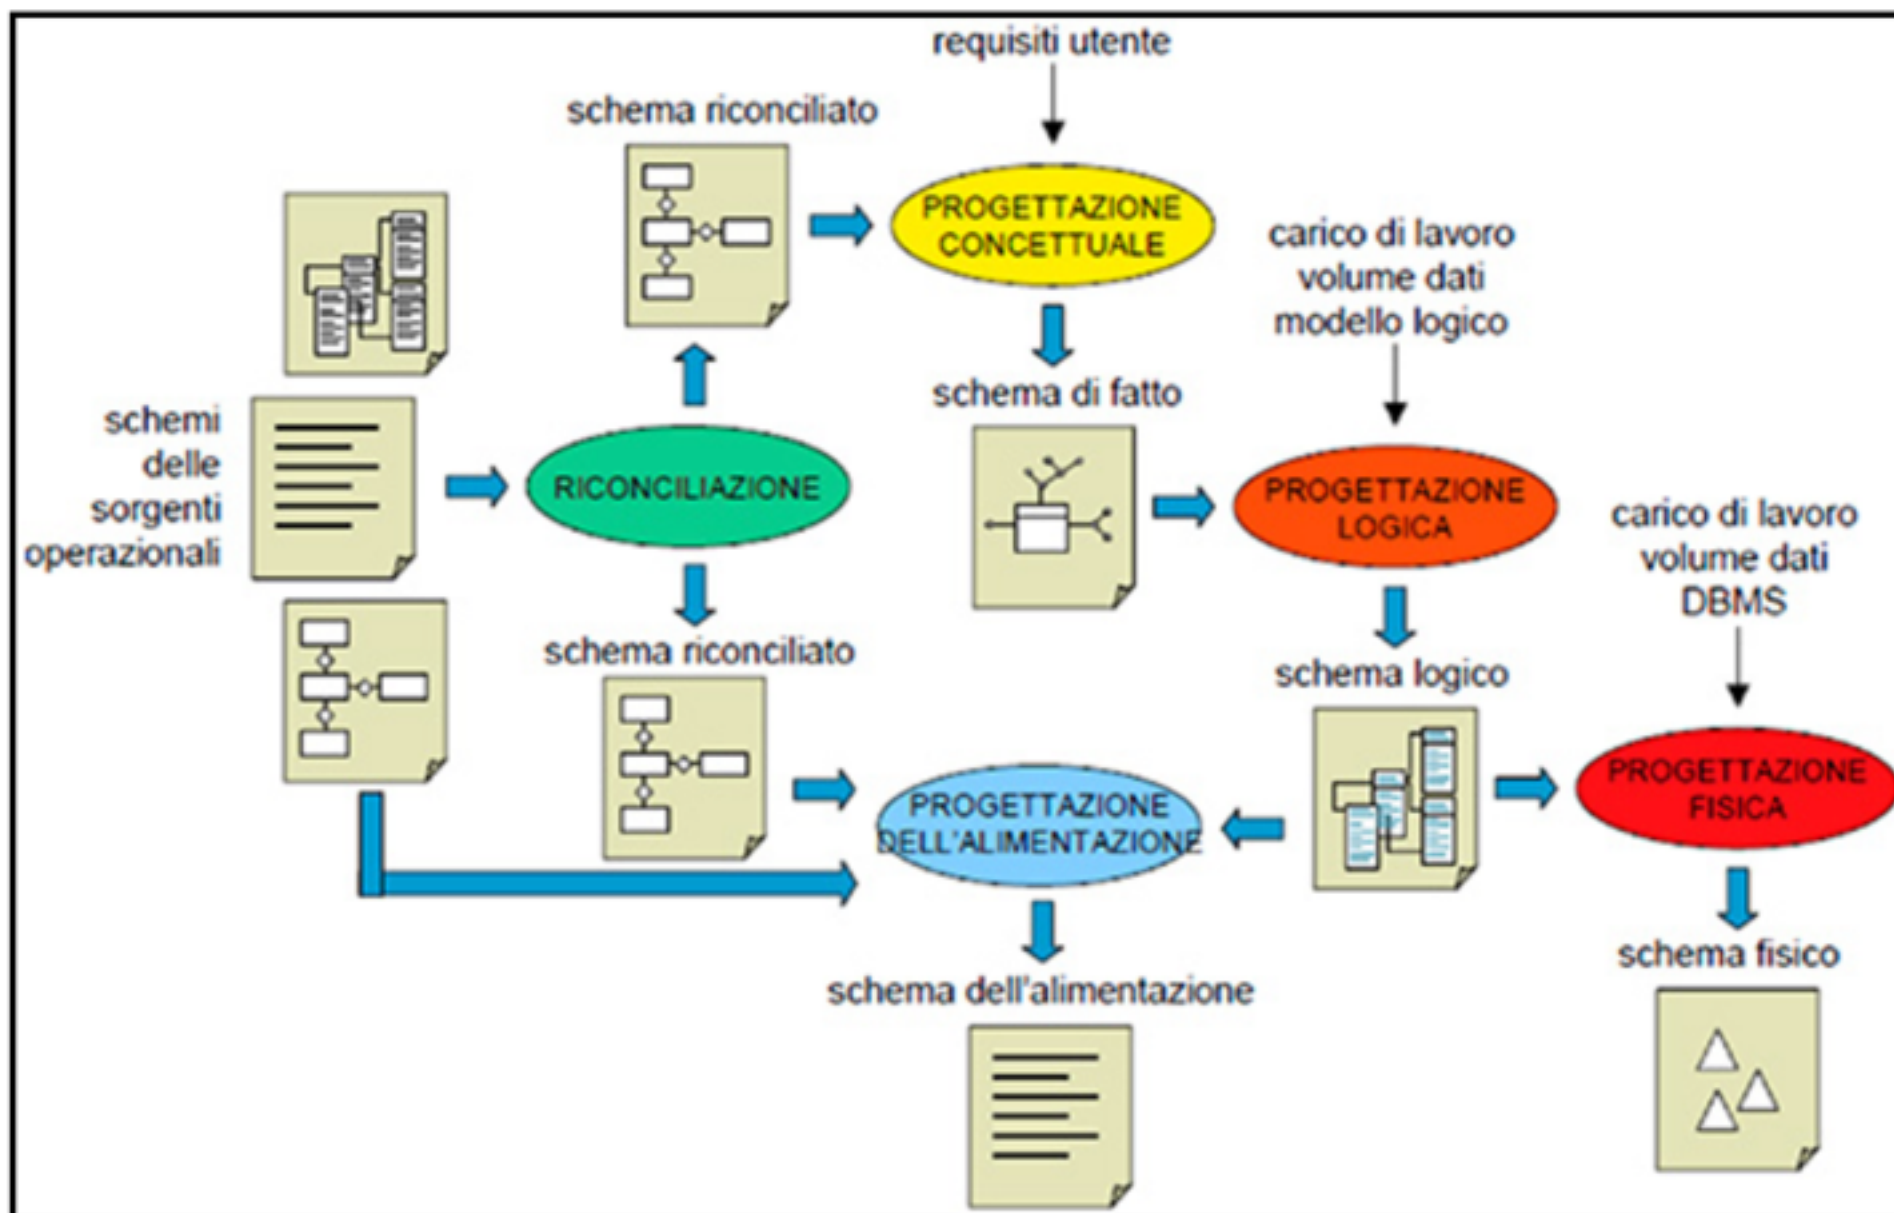 requisiti utente
schema riconciliato
PROGETTAZIONE
CONCETTUALE
carico di lavoro
volume dati
modello logico
schema di fatto
schemi
delle
sorgenti
operazionali
RICONCILIAZIONE
PROGETTAZIONE
LOGICA
carico di lavoro
volume dati
DBMS
schema riconciliato
schema logico
PROGETTAZIONE
DELL'ALIMENTAZIONE
PROGETTAZIONE
FISICA
schema dell'alimentazione
schema fisico